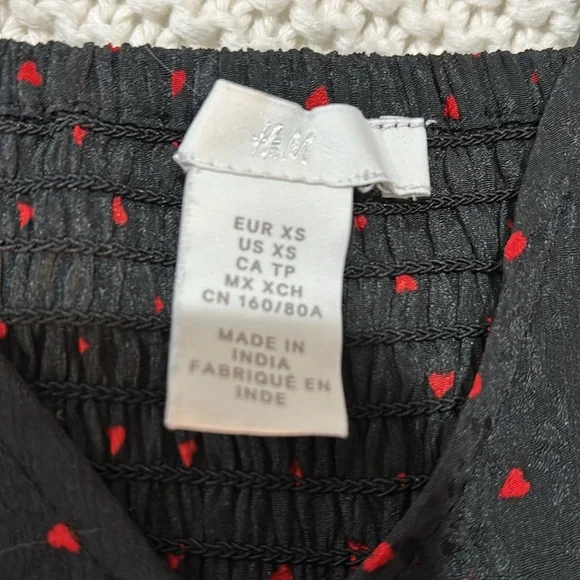 H&M
EUR XS
US XS
CA TP
MX XCH
CN 160/80A
MADE IN
INDIA
FABRIQUÉ EN
INDE